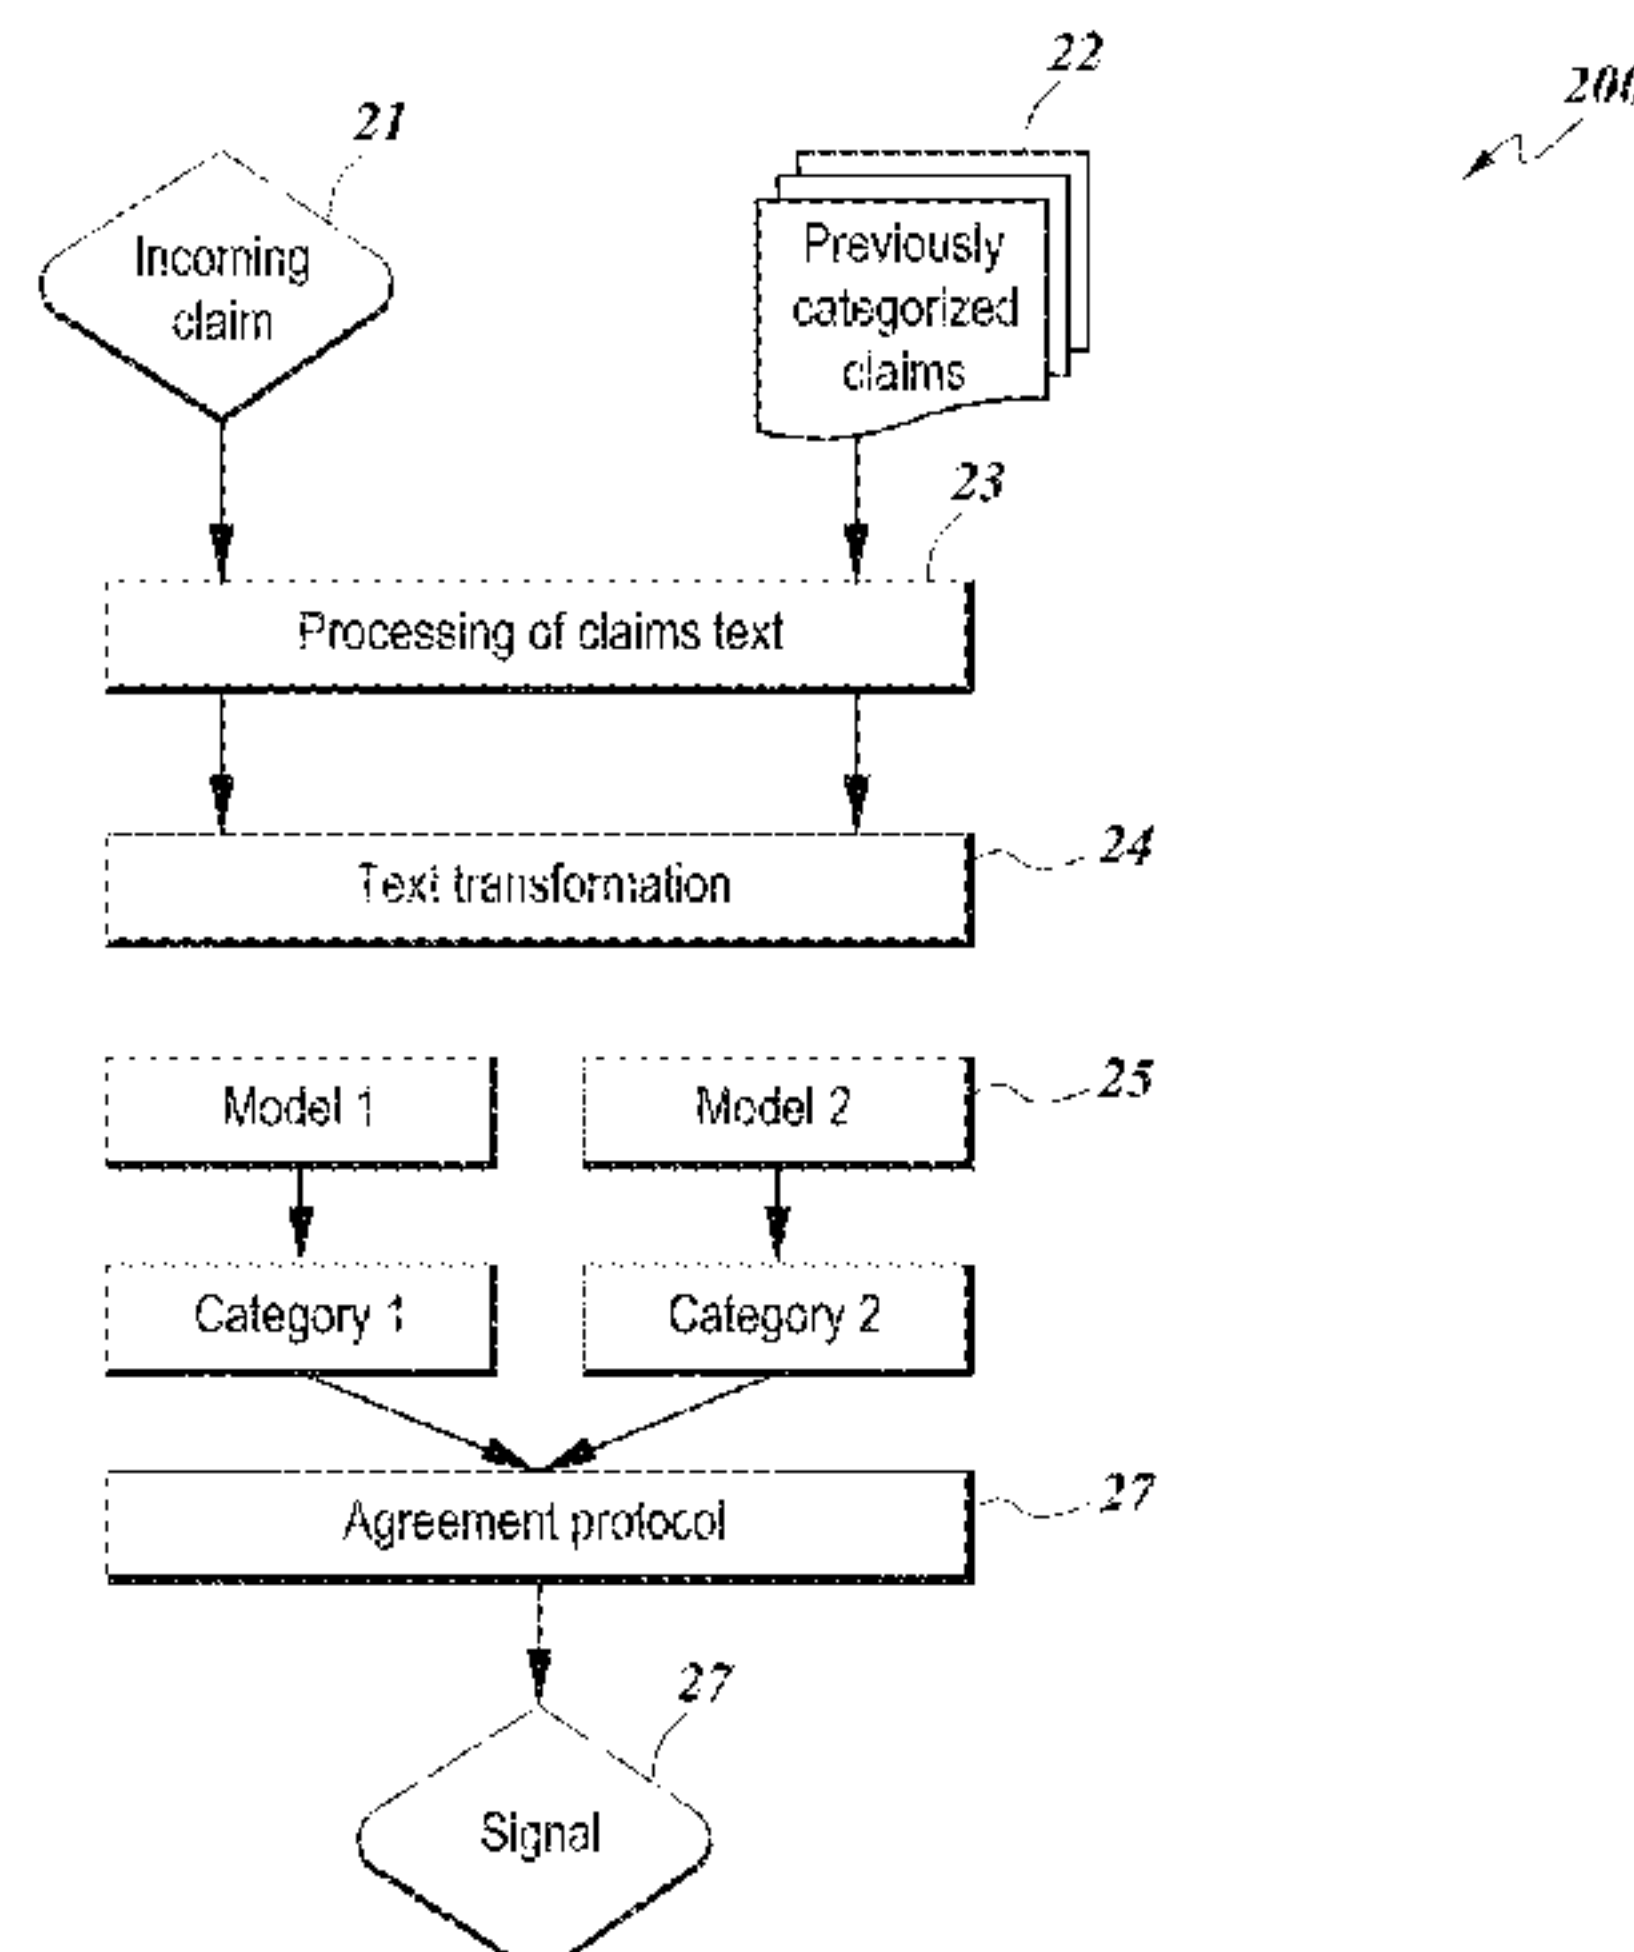 22
200
21
Incoming
claim
Previously
categorized
claims
23
Processing of claims text
24
Text transformation
25
Model 1
Model 2
Category 1
Category 2
27
Agreement protocol
27
Signal